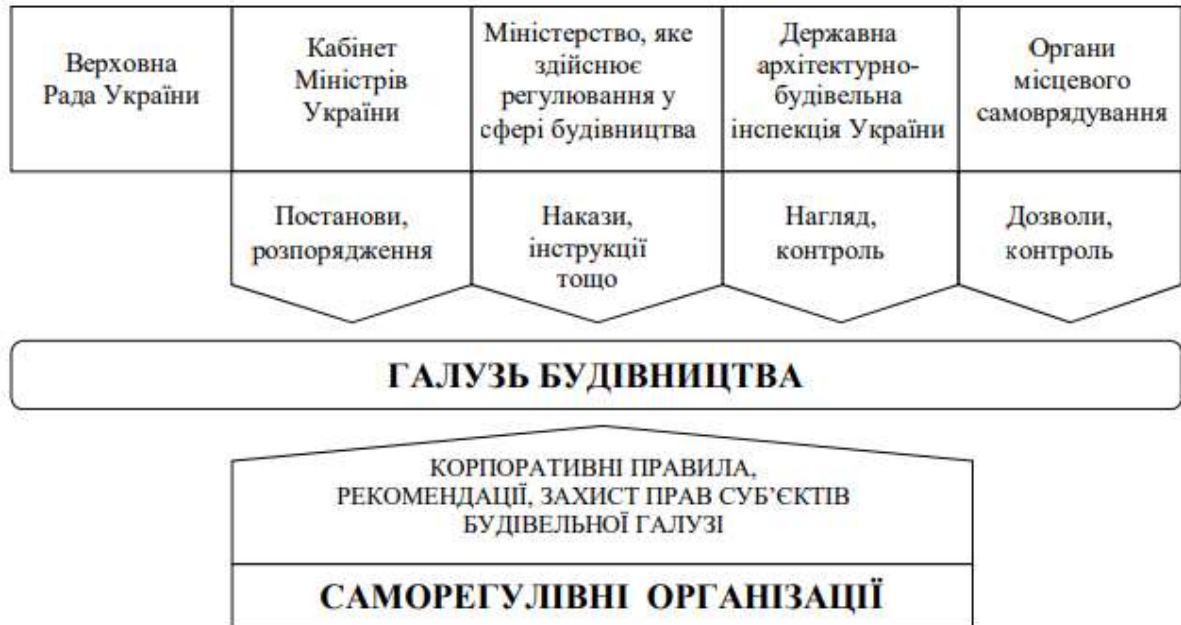 Верховна
Рада України
Кабінет
Міністрів
України
Міністерство, яке
здійснює
регулювання у
сфері будівництва
Державна
архітектурно-
будівельна
інспекція України
Органи
місцевого
самоврядування
Постанови,
розпорядження
Накази,
інструкції
тощо
Нагляд,
контроль
Дозволи,
контроль
ГАЛУЗЬ БУДІВНИЦТВА
КОРПОРАТИВНІ ПРАВИЛА,
РЕКОМЕНДАЦІЇ, ЗАХИСТ ПРАВ СУБ’ЄКТІВ
БУДІВЕЛЬНОЇ ГАЛУЗІ
САМОРЕГУЛІВНІ ОРГАНІЗАЦІЇ